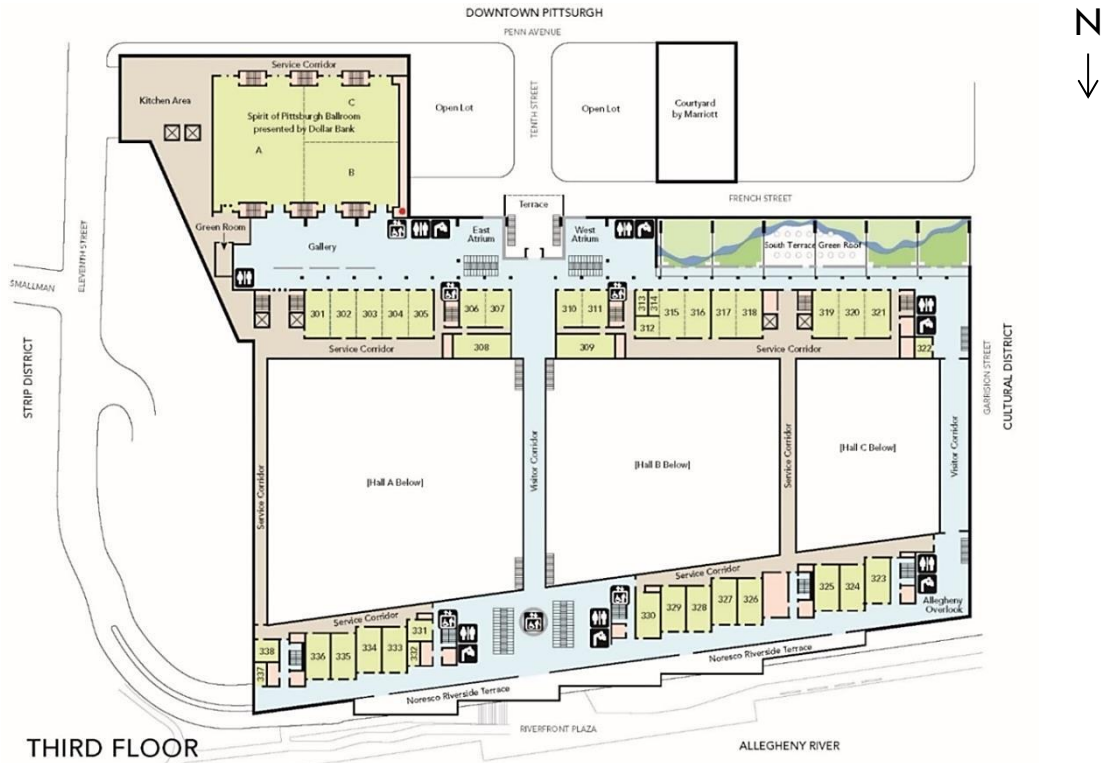 DOWNTOWN PITTSURGH
PENN AVENUE
N
Service Corridor
Kitchen Area
C
Spirit of Pittsburgh Ballroom
presented by Dollar Bank
A
B
Open Lot
TENTH STREET
Open Lot
Courtyard
by Marriott
FRENCH STREET
Terrace
Green Room
Gallery
East
Atrium
West
Atrium
South Terrace Green Roof
ELEVENTH STREET
SMALLMAN
301 302 303 304 305 306 307 310 311 313 314 315 316 317 318 319 320 321
312
308 309 322
Service Corridor
Service Corridor
STRIP DISTRICT
GARRISION STREET
CULTURAL DISTRICT
Service Corridor
[Hall A Below]
Visitor Corridor
[Hall B Below]
Service Corridor
[Hall C Below]
Visitor Corridor
Service Corridor
330 329 328 327 326 325 324 323
Allegheny
Overlook
Service Corridor
338 337 336 335 334 333 332 331
Noresco Riverside Terrace
Noresco Riverside Terrace
RIVERFRONT PLAZA
THIRD FLOOR
ALLEGHENY RIVER